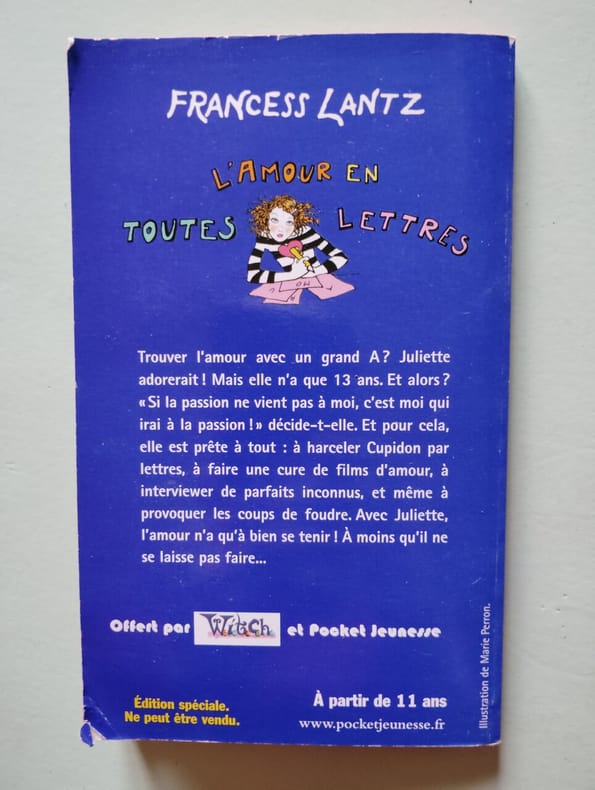 FRANCESS LANTZ
L'AMOUR EN
TOUTES LETTRES
Trouver l'amour avec un grand A ? Juliette
adorerait ! Mais elle n'a que 13 ans. Et alors ?
« Si la passion ne vient pas à moi, c'est moi qui
irai à la passion ! » décide-t-elle. Et pour cela,
elle est prête à tout : à harceler Cupidon par
lettres, à faire une cure de films d'amour, à
interviewer de parfaits inconnus, et même à
provoquer les coups de foudre. Avec Juliette,
l'amour n'a qu'à bien se tenir ! À moins qu'il ne
se laisse pas faire...
Offert par Witch et Pocket Jeunesse
Édition spéciale.
Ne peut être vendu.
À partir de 11 ans
www.pocketjeunesse.fr
Illustration de Marie Perron.